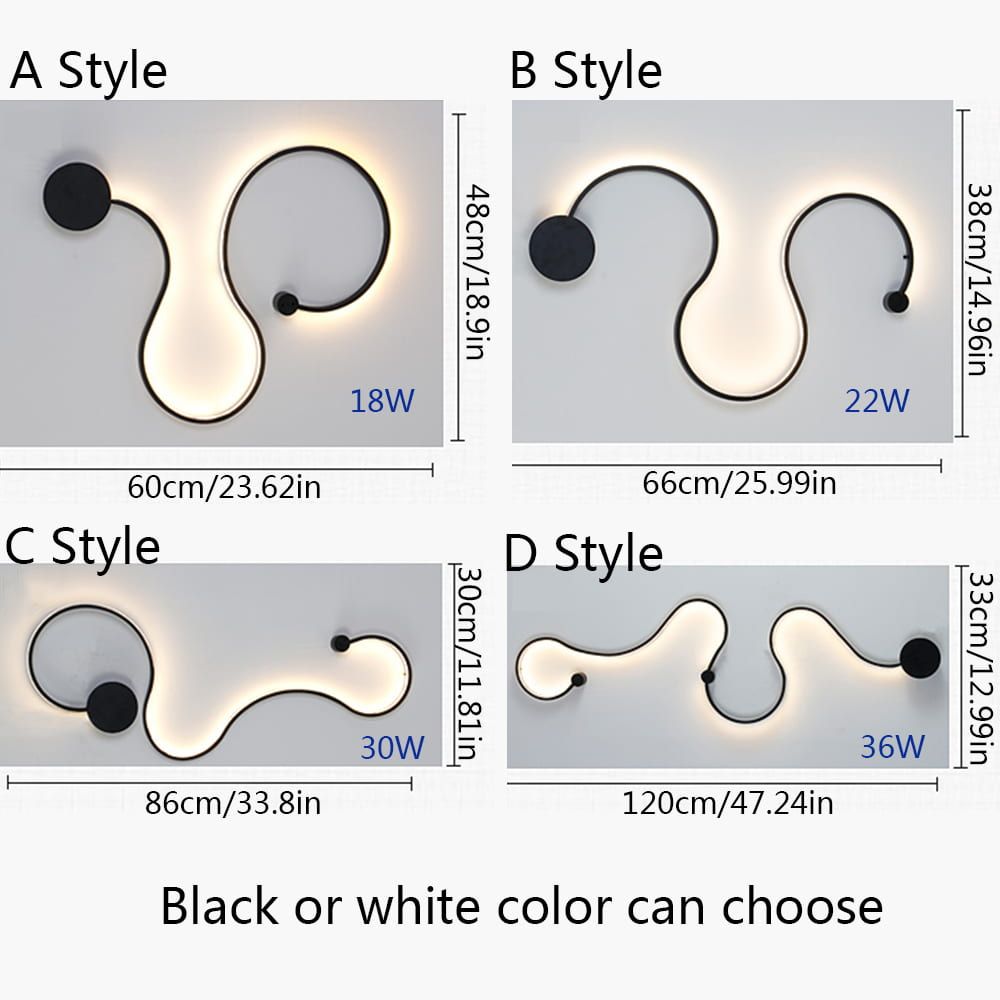 A Style
B Style
48cm/18.9in
38cm/14.96in
18W
22W
60cm/23.62in
66cm/25.99in
C Style
D Style
30cm/11.81in
33cm/12.99in
30W
36W
86cm/33.8in
120cm/47.24in
Black or white color can choose